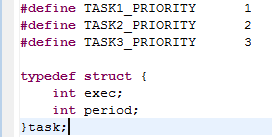 #define TASK1_PRIORITY 1
#define TASK2_PRIORITY 2
#define TASK3_PRIORITY 3
typedef struct {
int exec;
int period;
}task;